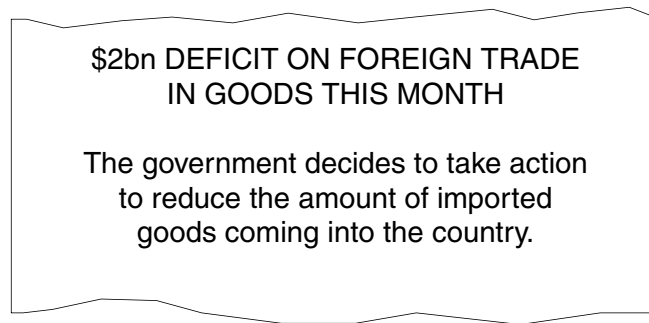 $2bn DEFICIT ON FOREIGN TRADE
IN GOODS THIS MONTH
The government decides to take action
to reduce the amount of imported
goods coming into the country.